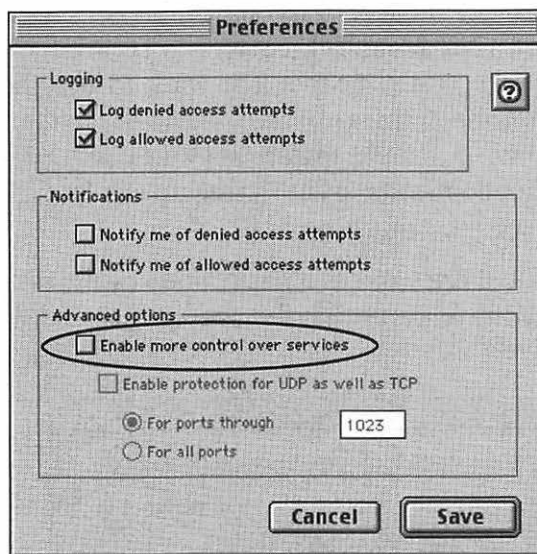 Preferences
Logging
?
Log denied access attempts
Log allowed access attempts
Notifications
Notify me of denied access attempts
Notify me of allowed access attempts
Advanced options
Enable more control over services
Enable protection for UDP as well as TCP
For ports through 1023
For all ports
Cancel Save